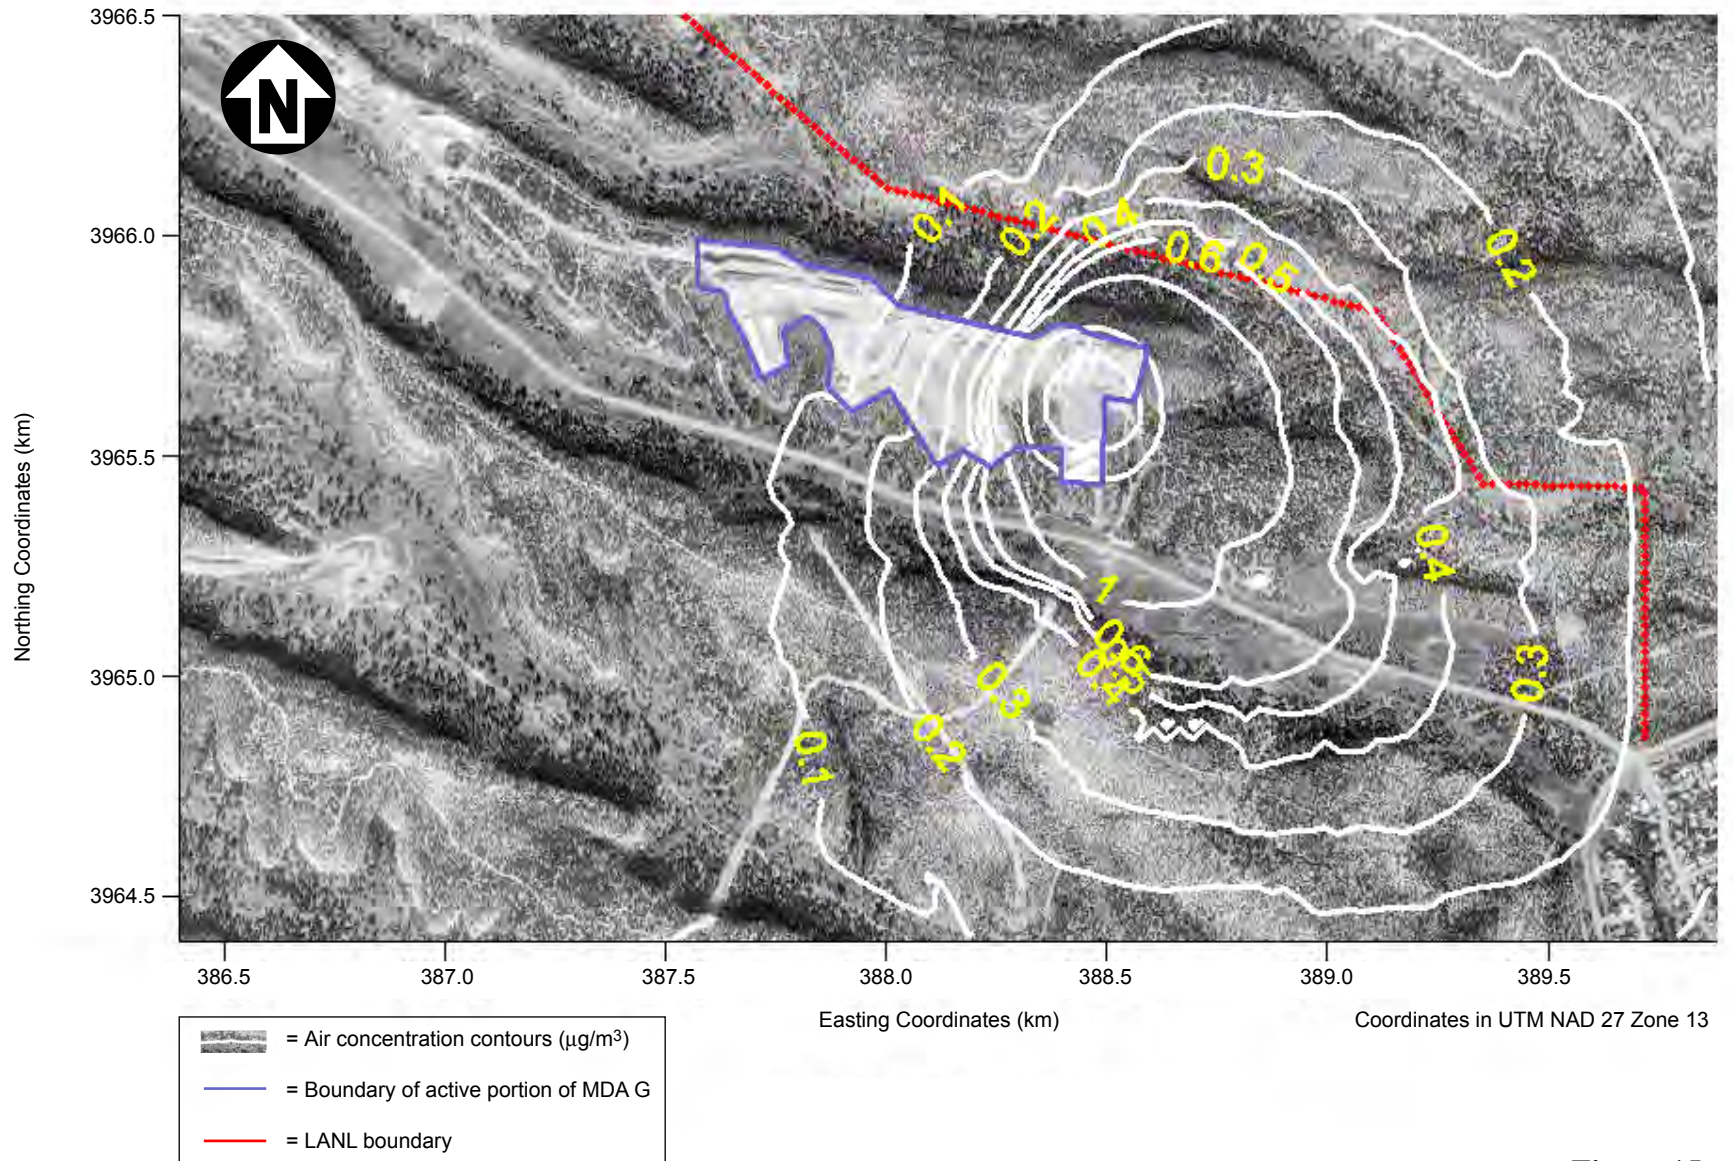 3966.5
N
0.3
0.1
0.2
0.4
0.6
0.5
0.2
3966.0
3965.5
0.4
1
3965.0
0.3
0.3
0.2
0.1
3964.5
Northing Coordinates (km)
386.5 387.0 387.5 388.0 388.5 389.0 389.5
Easting Coordinates (km)
Coordinates in UTM NAD 27 Zone 13
= Air concentration contours (µg/m³)
= Boundary of active portion of MDA G
= LANL boundary